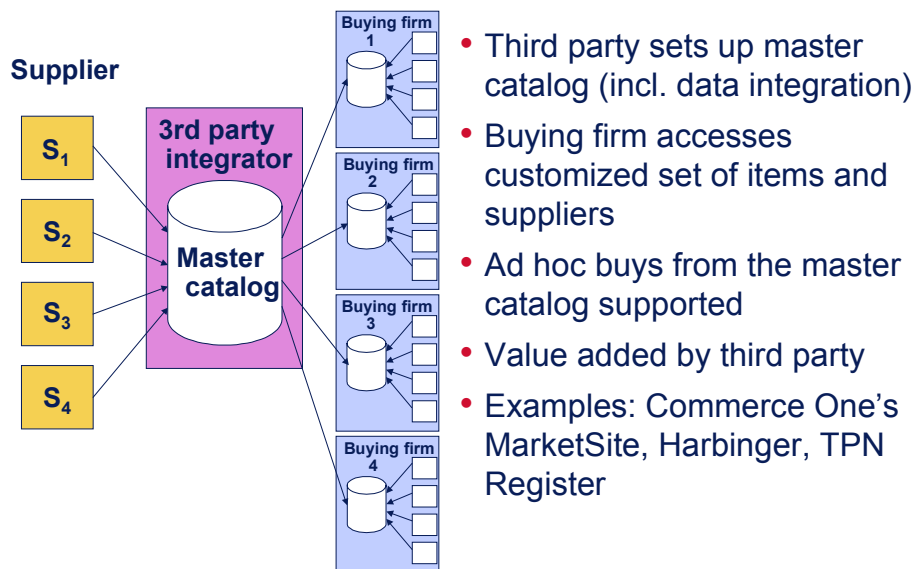 Supplier
S1
S2
S3
S4
3rd party
integrator
Master
catalog
Buying firm
1
Buying firm
2
Buying firm
3
Buying firm
4
• Third party sets up master
catalog (incl. data integration)
• Buying firm accesses
customized set of items and
suppliers
• Ad hoc buys from the master
catalog supported
• Value added by third party
• Examples: Commerce One's
MarketSite, Harbinger, TPN
Register